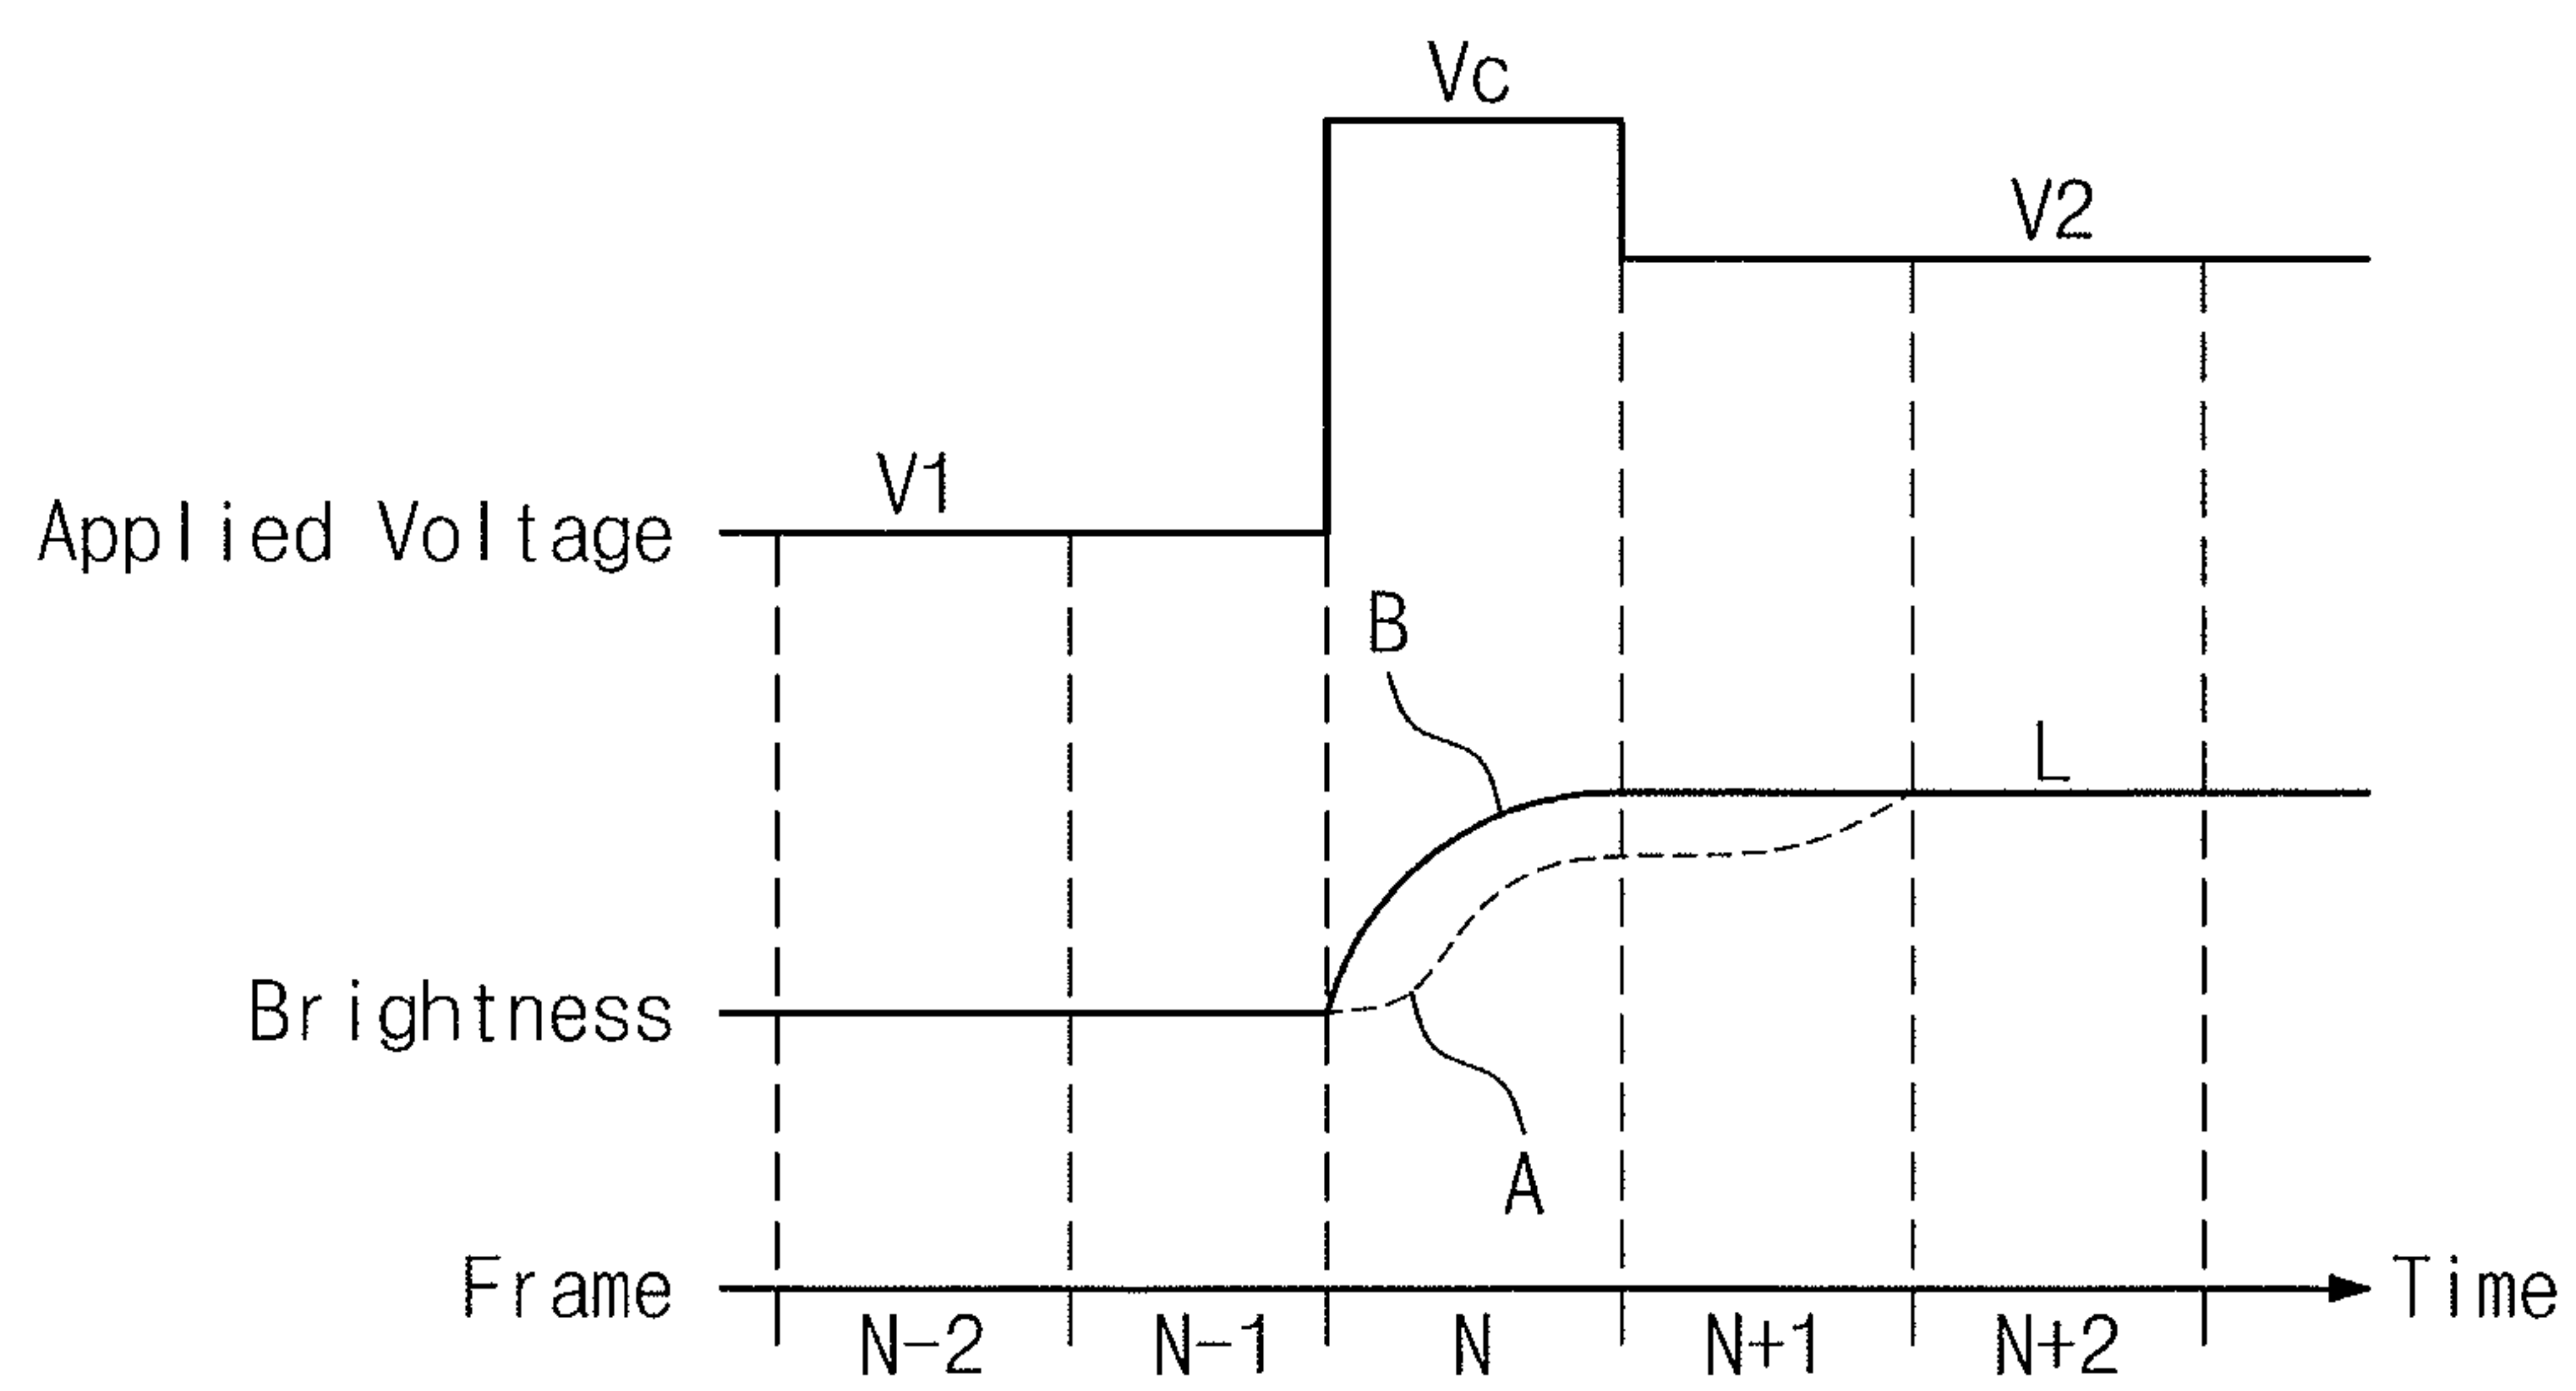 Vc
V2
V1
Applied Voltage
B
L
Brightness
A
Frame
Time
N-2 N-1 N N+1 N+2